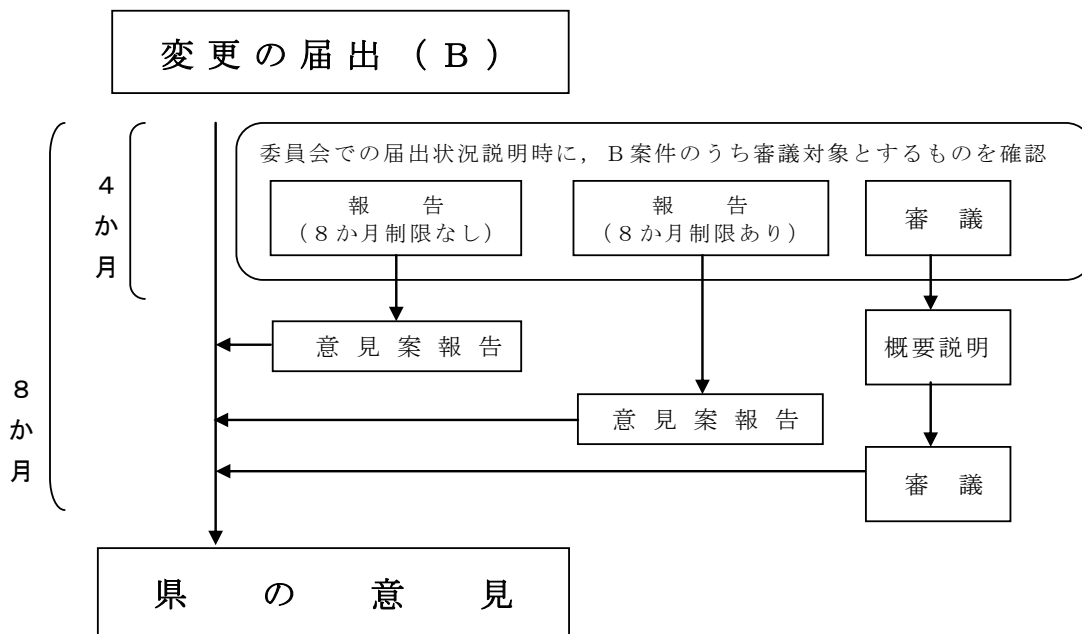 変更の届出（Ｂ）
４か月
８か月
委員会での届出状況説明時に，Ｂ案件のうち審議対象とするものを確認
報　告
（８か月制限なし）
報　告
（８か月制限あり）
審　議
意見案報告
概要説明
意見案報告
審　議
県の意見